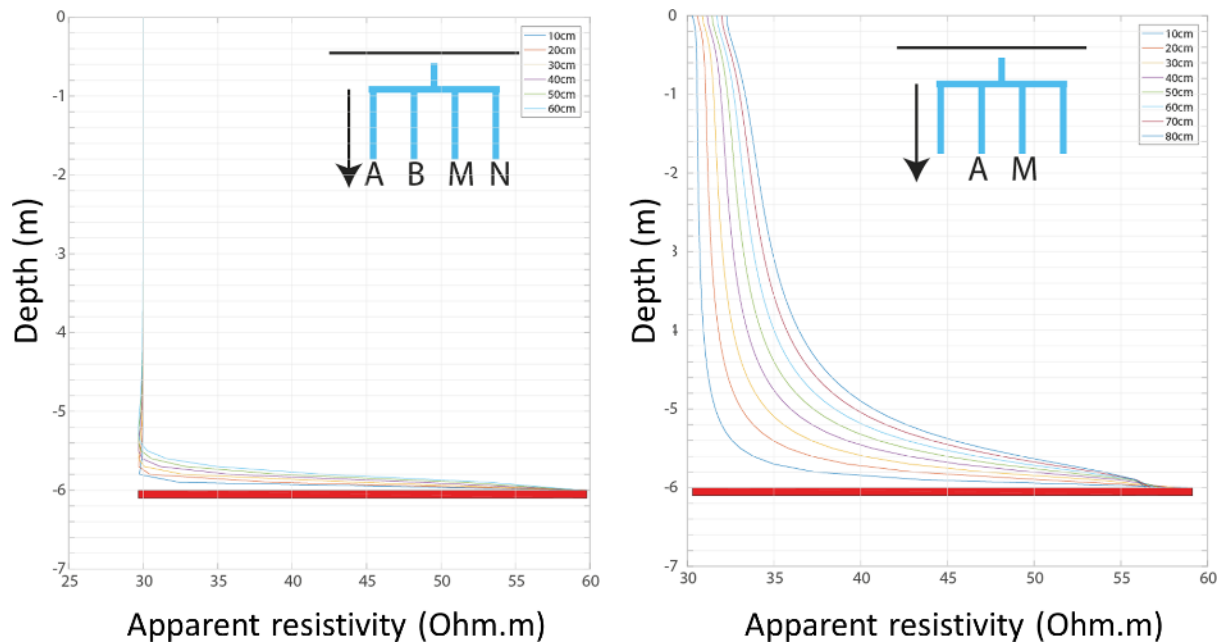 0
-1
-2
-3
-4
-5
-6
-7
25 30 35 40 45 50 55 60
Depth (m)
Apparent resistivity (Ohm.m)
10cm
20cm
30cm
40cm
50cm
60cm
A B M N
0
-1
-2
-3
-4
-5
-6
-7
30 35 40 45 50 55 60
Depth (m)
Apparent resistivity (Ohm.m)
10cm
20cm
30cm
40cm
50cm
60cm
70cm
80cm
A M